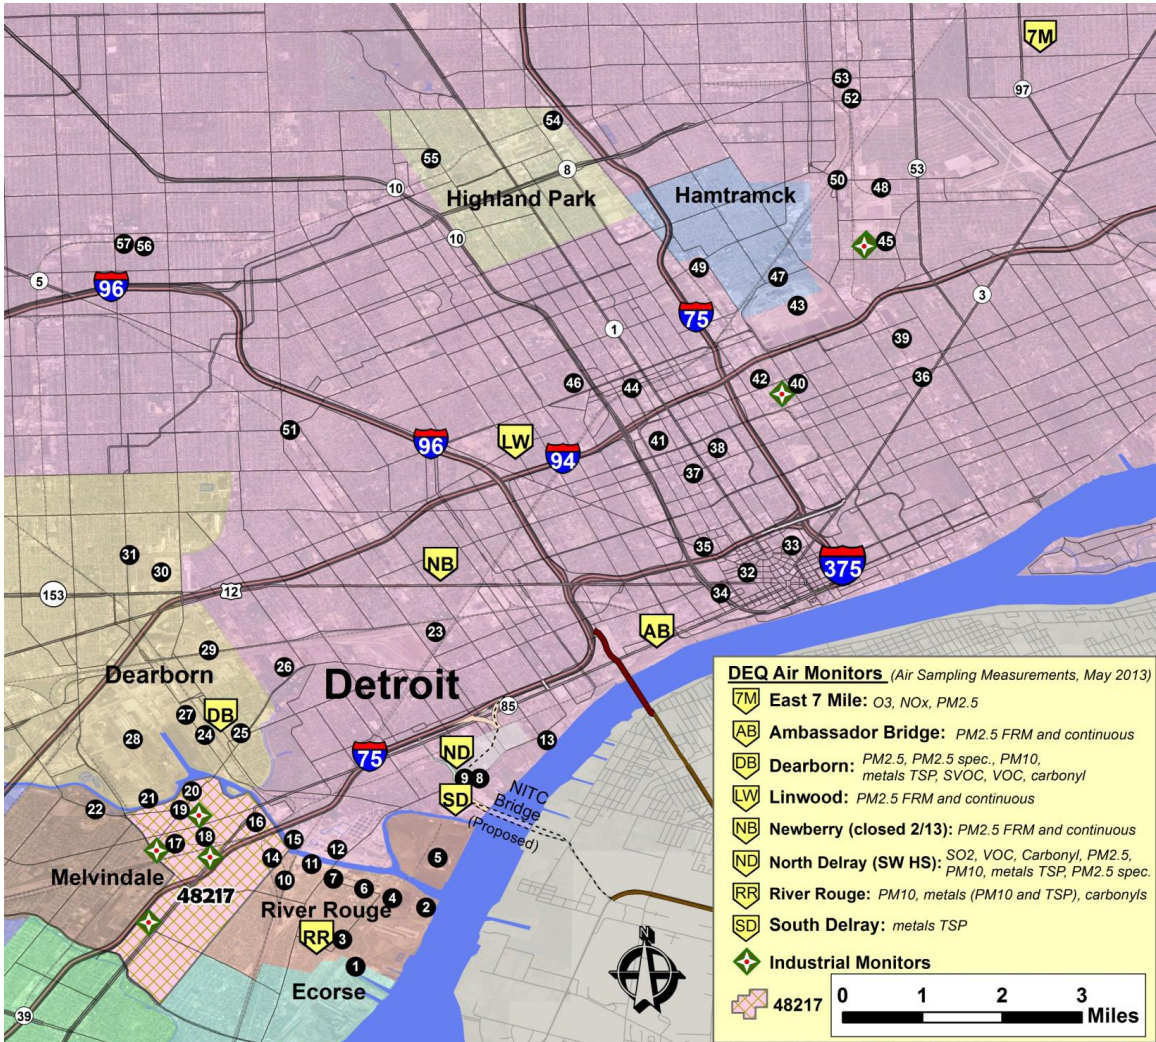 7M
53
52
97
54
55
8
10
Highland Park
Hamtramck
53
50
48
10
57
56
45
5
96
49
47
3
43
75
1
39
46
44
42
40
36
51
96
LW
94
41
38
37
31
30
NB
35
33
32
375
34
153
12
23
AB
29
26
Dearborn
Detroit
27
DB
24
25
28
85
13
75
ND
9
8
SD
NITC
Bridge
(Proposed)
22
21
20
19
16
17
18
15
14
11
12
5
Melvindale
48217
10
7
6
4
2
River Rouge
RR
3
1
Ecorse
39
N
DEQ Air Monitors (Air Sampling Measurements, May 2013)
7M East 7 Mile: O3, NOx, PM2.5
AB Ambassador Bridge: PM2.5 FRM and continuous
DB Dearborn: PM2.5, PM2.5 spec., PM10,
metals TSP, SVOC, VOC, carbonyl
LW Linwood: PM2.5 FRM and continuous
NB Newberry (closed 2/13): PM2.5 FRM and continuous
ND North Delray (SW HS): SO2, VOC, Carbonyl, PM2.5,
PM10, metals TSP, PM2.5 spec.
RR River Rouge: PM10, metals (PM10 and TSP), carbonyls
SD South Delray: metals TSP
Industrial Monitors
48217
0 1 2 3
Miles